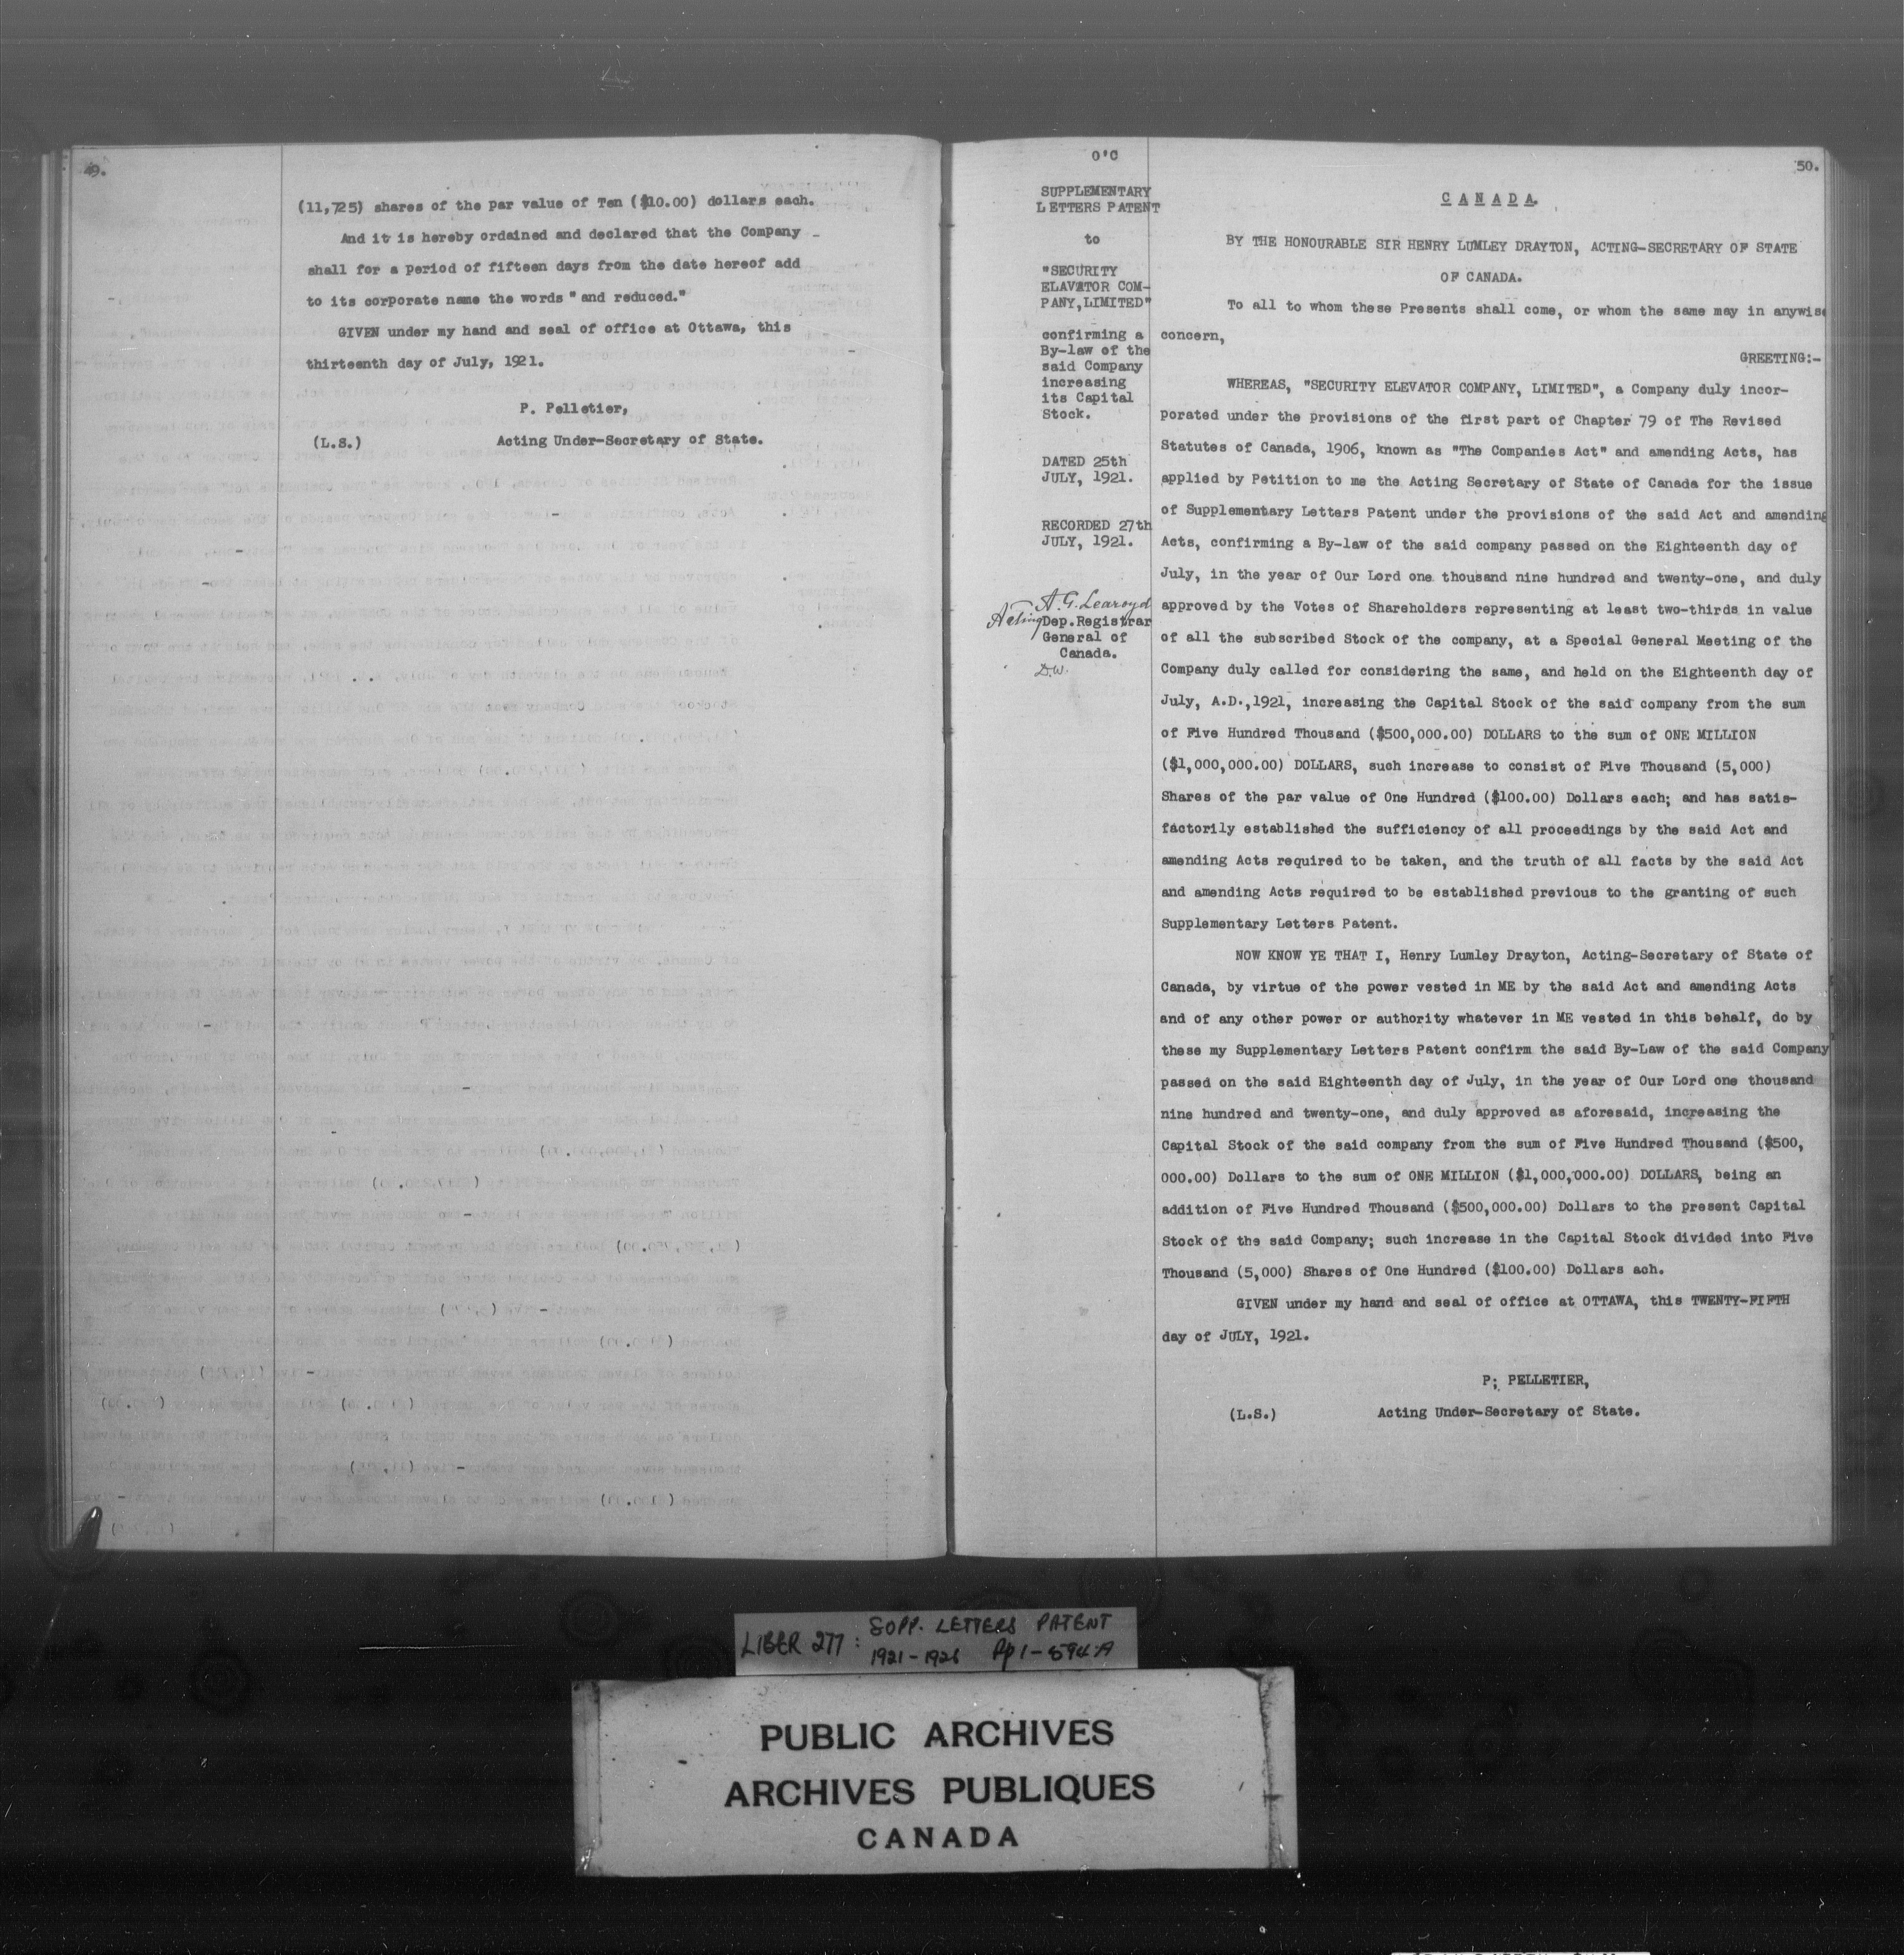 49.
(11,725) shares of the par value of Ten ($10.00) dollars each.
And it is hereby ordained and declared that the Company
shall for a period of fifteen days from the date hereof add
to its corporate name the words "and reduced."
GIVEN under my hand and seal of office at Ottawa, this
thirteenth day of July, 1921.
P. Pelletier,
(L.S.) Acting Under-Secretary of State.
O'C
SUPPLEMENTARY
LETTERS PATENT
to
"SECURITY
ELAVATOR COM-
PANY, LIMITED"
confirming a
By-law of the
said Company
increasing
its Capital
Stock.
DATED 25th
JULY, 1921.
RECORDED 27th
JULY, 1921.
A. G. Learoyd
Acting Dep. Registrar
General of
Canada.
D.W.
50.
CANADA.
BY THE HONOURABLE SIR HENRY LUMLEY DRAYTON, ACTING-SECRETARY OF STATE
OF CANADA.
To all to whom these Presents shall come, or whom the same may in anywise
concern,
GREETING:-
WHEREAS, "SECURITY ELEVATOR COMPANY, LIMITED", a Company duly incor-
porated under the provisions of the first part of Chapter 79 of The Revised
Statutes of Canada, 1906, known as "The Companies Act" and amending Acts, has
applied by Petition to me the Acting Secretary of State of Canada for the issue
of Supplementary Letters Patent under the provisions of the said Act and amending
Acts, confirming a By-law of the said company passed on the Eighteenth day of
July, in the year of Our Lord one thousand nine hundred and twenty-one, and duly
approved by the Votes of Shareholders representing at least two-thirds in value
of all the subscribed Stock of the company, at a Special General Meeting of the
Company duly called for considering the same, and held on the Eighteenth day of
July, A.D., 1921, increasing the Capital Stock of the said company from the sum
of Five Hundred Thousand ($500,000.00) DOLLARS to the sum of ONE MILLION
($1,000,000.00) DOLLARS, such increase to consist of Five Thousand (5,000)
Shares of the par value of One Hundred ($100.00) Dollars each; and has satis-
factorily established the sufficiency of all proceedings by the said Act and
amending Acts required to be taken, and the truth of all facts by the said Act
and amending Acts required to be established previous to the granting of such
Supplementary Letters Patent.
NOW KNOW YE THAT I, Henry Lumley Drayton, Acting-Secretary of State of
Canada, by virtue of the power vested in ME by the said Act and amending Acts
and of any other power or authority whatever in ME vested in this behalf, do by
these my Supplementary Letters Patent confirm the said By-Law of the said Company
passed on the said Eighteenth day of July, in the year of Our Lord one thousand
nine hundred and twenty-one, and duly approved as aforesaid, increasing the
Capital Stock of the said company from the sum of Five Hundred Thousand ($500,
000.00) Dollars to the sum of ONE MILLION ($1,000,000.00) DOLLARS, being an
addition of Five Hundred Thousand ($500,000.00) Dollars to the present Capital
Stock of the said Company; such increase in the Capital Stock divided into Five
Thousand (5,000) Shares of One Hundred ($100.00) Dollars ach.
GIVEN under my hand and seal of office at OTTAWA, this TWENTY-FIFTH
day of JULY, 1921.
P; PELLETIER,
(L.S.) Acting Under-Secretary of State.
LIBER 277: SUPP. LETTERS PATENT
1921-1926 Pp 1-594A
PUBLIC ARCHIVES
ARCHIVES PUBLIQUES
CANADA